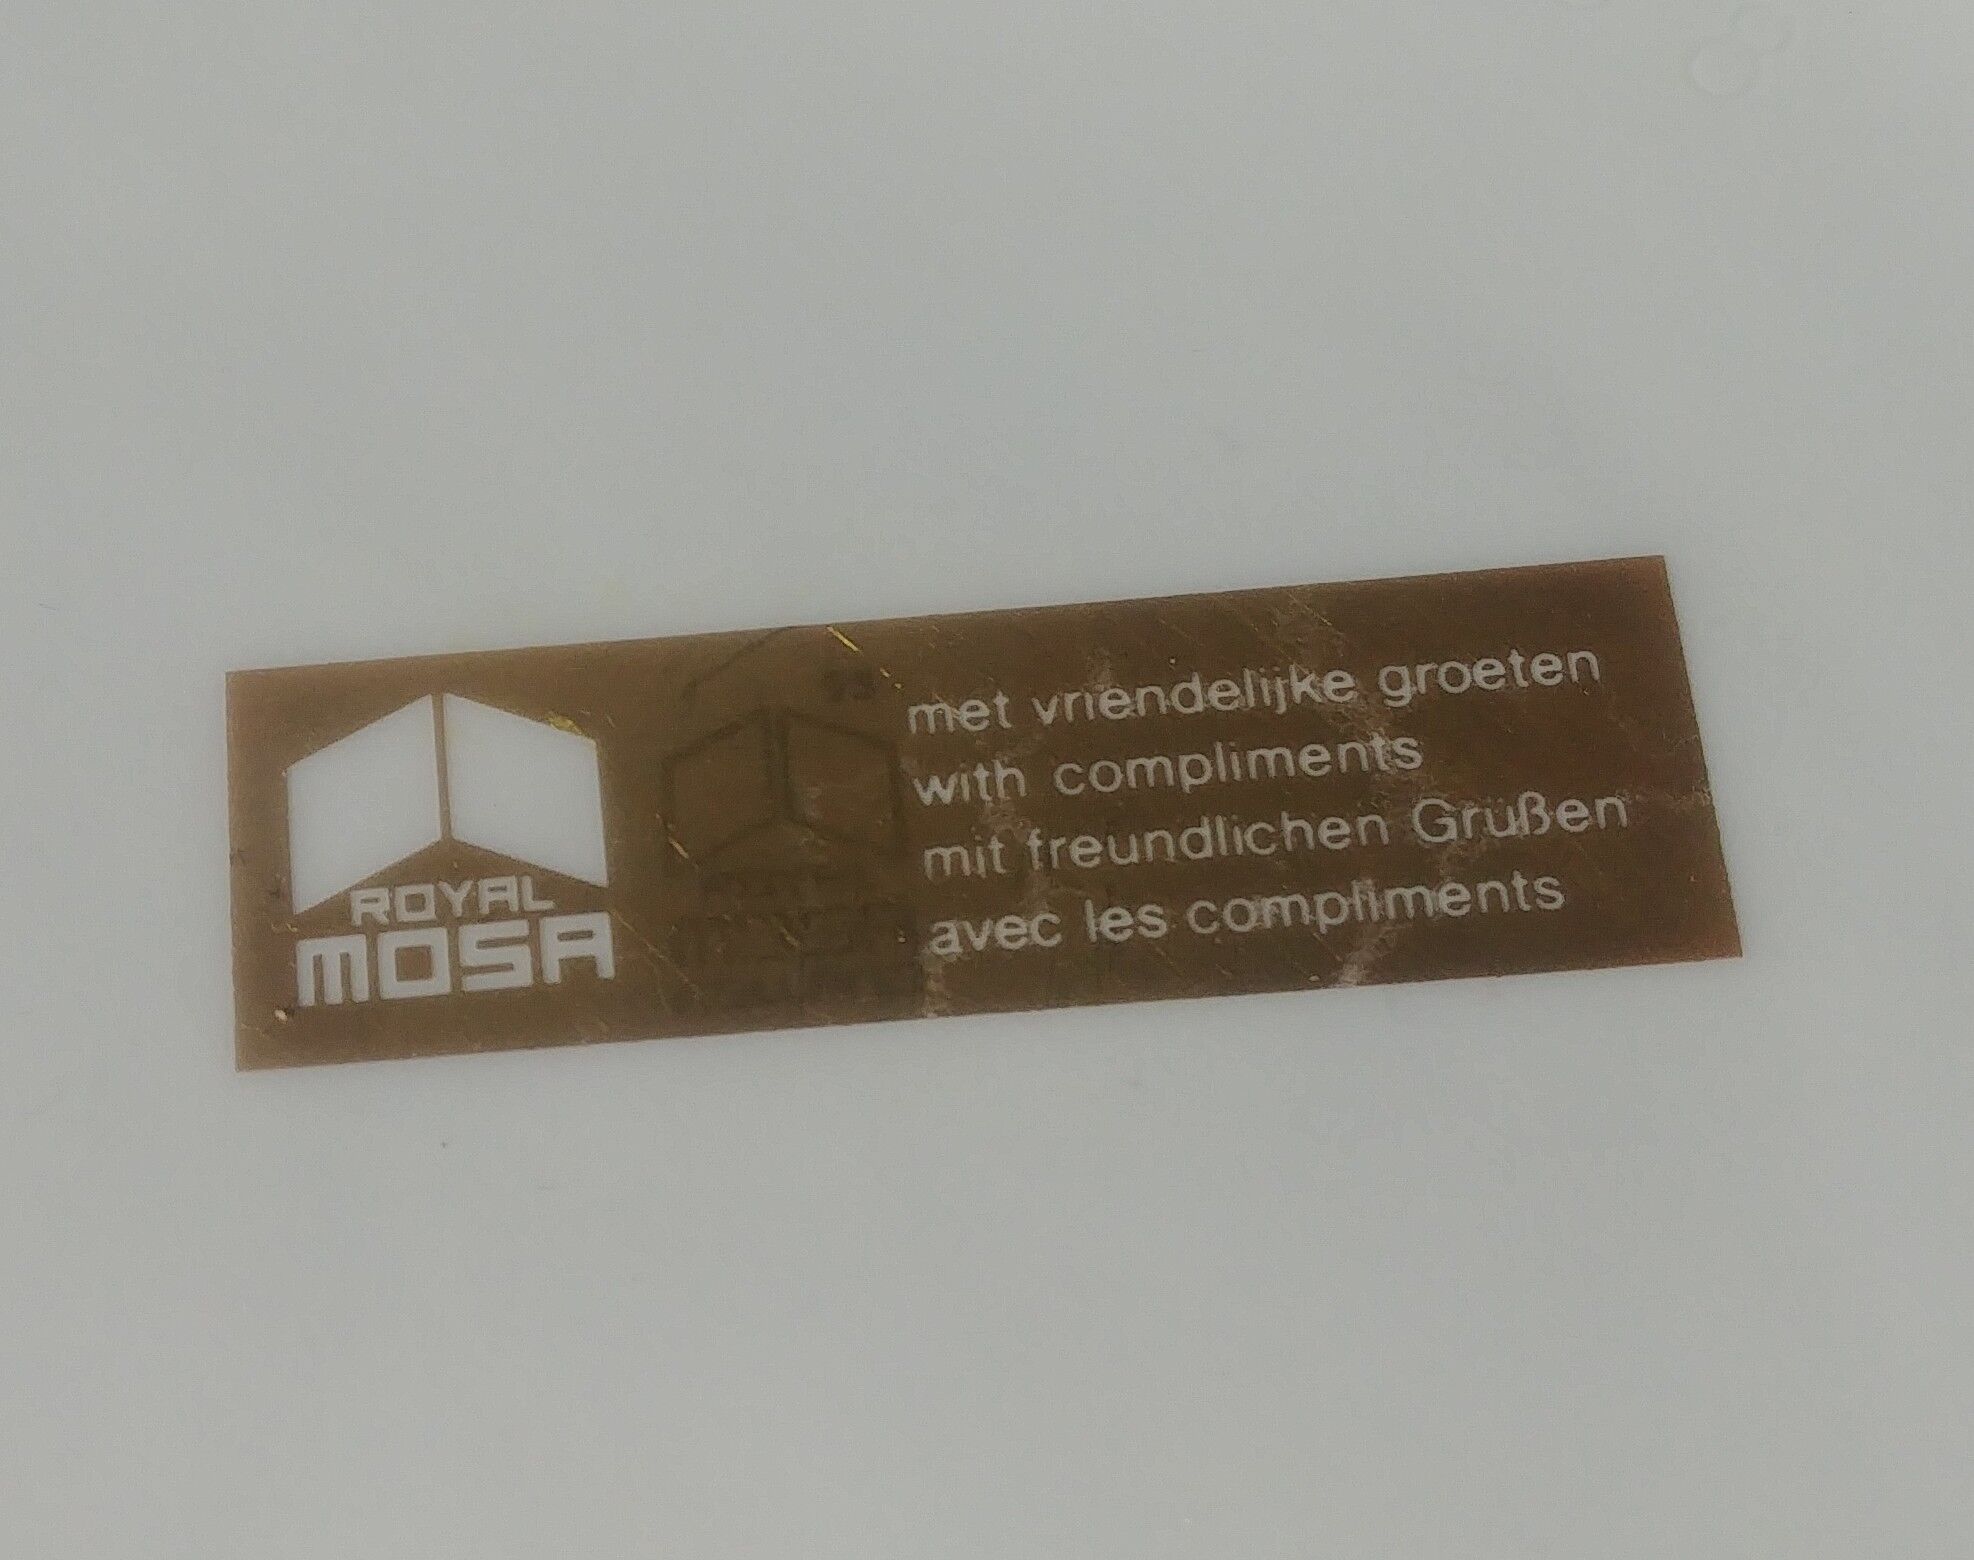 ROYAL
MOSA
met vriendelijke groeten
with compliments
mit freundlichen Grußen
avec les compliments